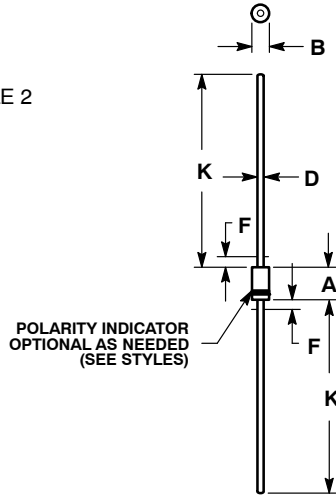 B
E 2
K
D
F
A
POLARITY INDICATOR
OPTIONAL AS NEEDED
(SEE STYLES)
F
K